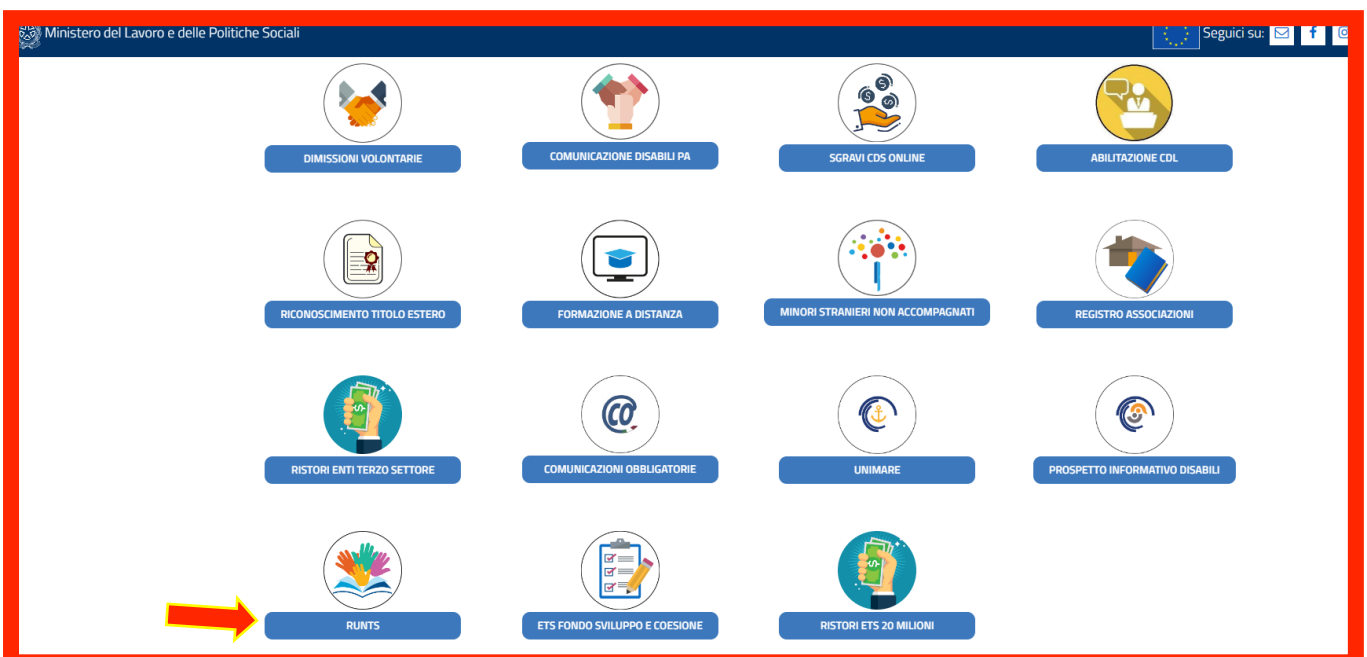 Ministero del Lavoro e delle Politiche Sociali
Seguici su:
DIMISSIONI VOLONTARIE
COMUNICAZIONE DISABILI PA
SGRAVI CDS ONLINE
ABILITAZIONE CDL
RICONOSCIMENTO TITOLO ESTERO
FORMAZIONE A DISTANZA
MINORI STRANIERI NON ACCOMPAGNATI
REGISTRO ASSOCIAZIONI
RISTORI ENTI TERZO SETTORE
COMUNICAZIONI OBBLIGATORIE
UNIMARE
PROSPETTO INFORMATIVO DISABILI
RUNTS
ETS FONDO SVILUPPO E COESIONE
RISTORI ETS 20 MILIONI